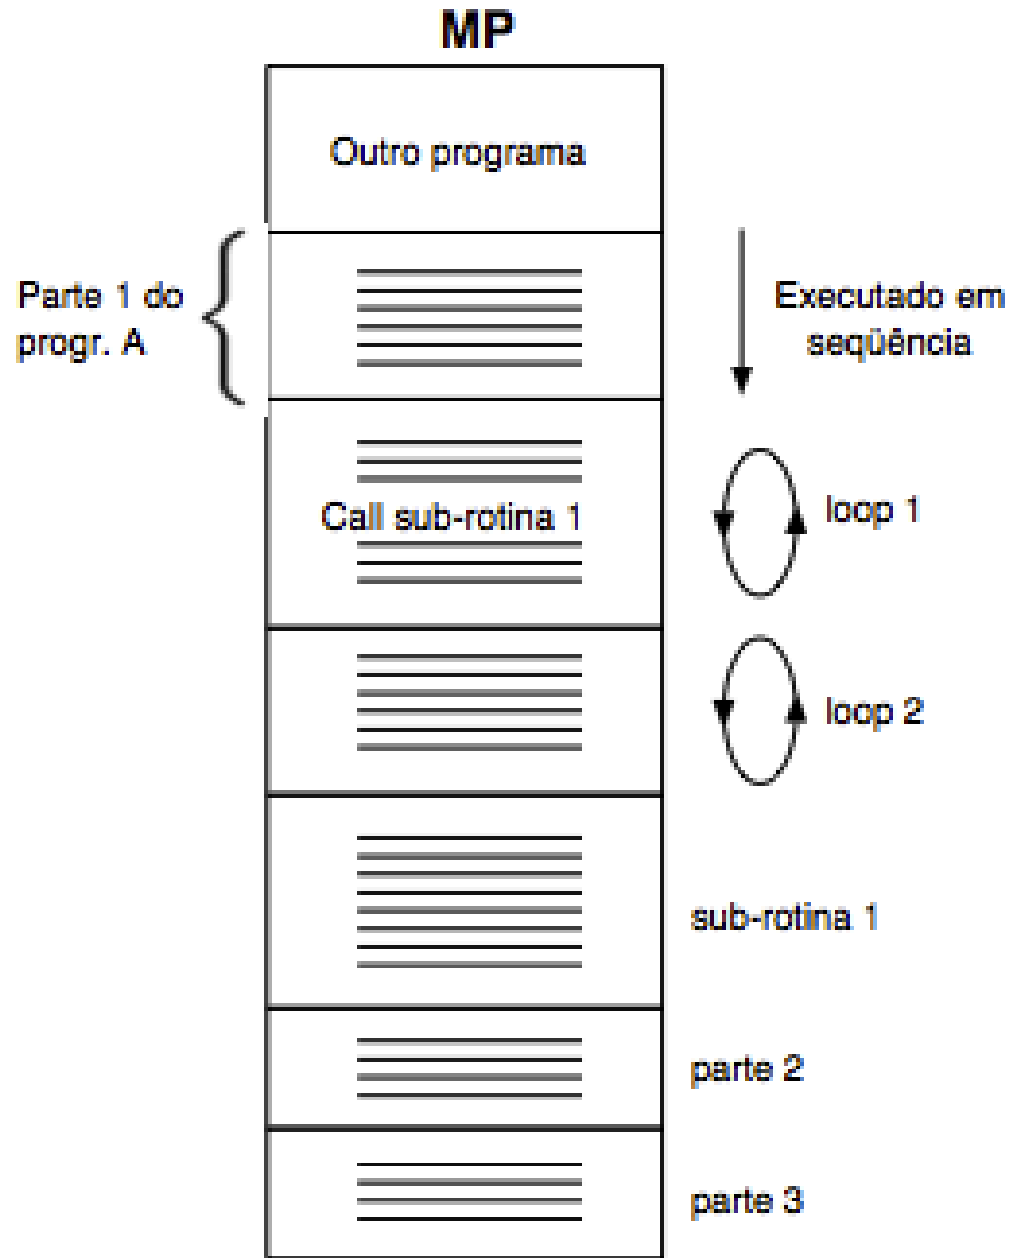 MP
Outro programa
Parte 1 do
progr. A
Executado em
seqüência
Call sub-rotina 1
loop 1
loop 2
sub-rotina 1
parte 2
parte 3